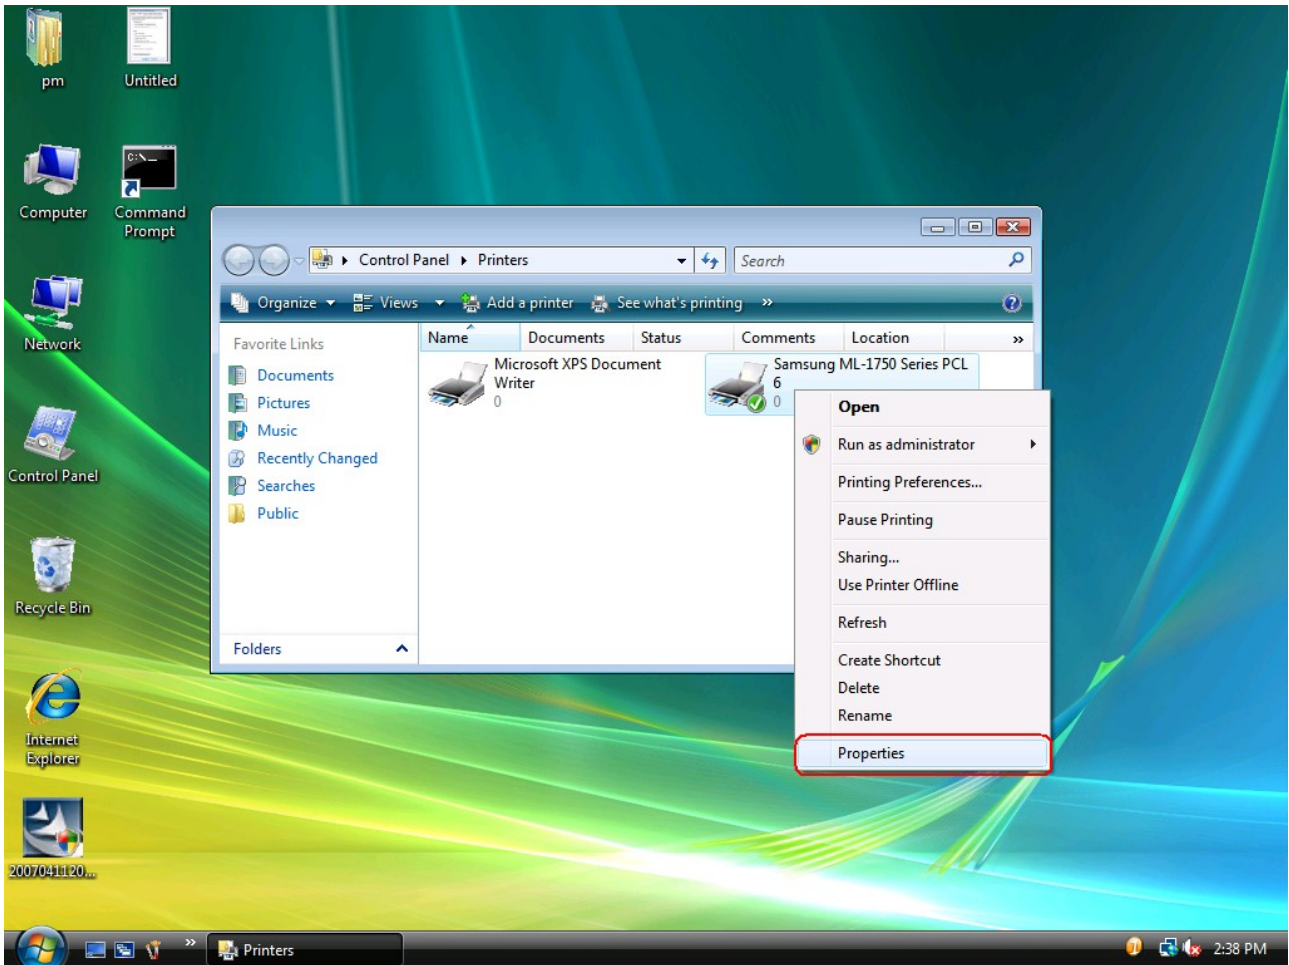 pm
Untitled
C:\_
Computer
Command
Prompt
Network
Control Panel
Recycle Bin
Internet
Explorer
2007041120...
Control Panel
Printers
Search
Organize
Views
Add a printer
See what's printing
»
?
Favorite Links
Documents
Pictures
Music
Recently Changed
Searches
Public
Folders
Name
Documents
Status
Comments
Location
»
Microsoft XPS Document
Writer
0
Samsung ML-1750 Series PCL
6
0
Open
Run as administrator
Printing Preferences...
Pause Printing
Sharing...
Use Printer Offline
Refresh
Create Shortcut
Delete
Rename
Properties
»
Printers
2:38 PM